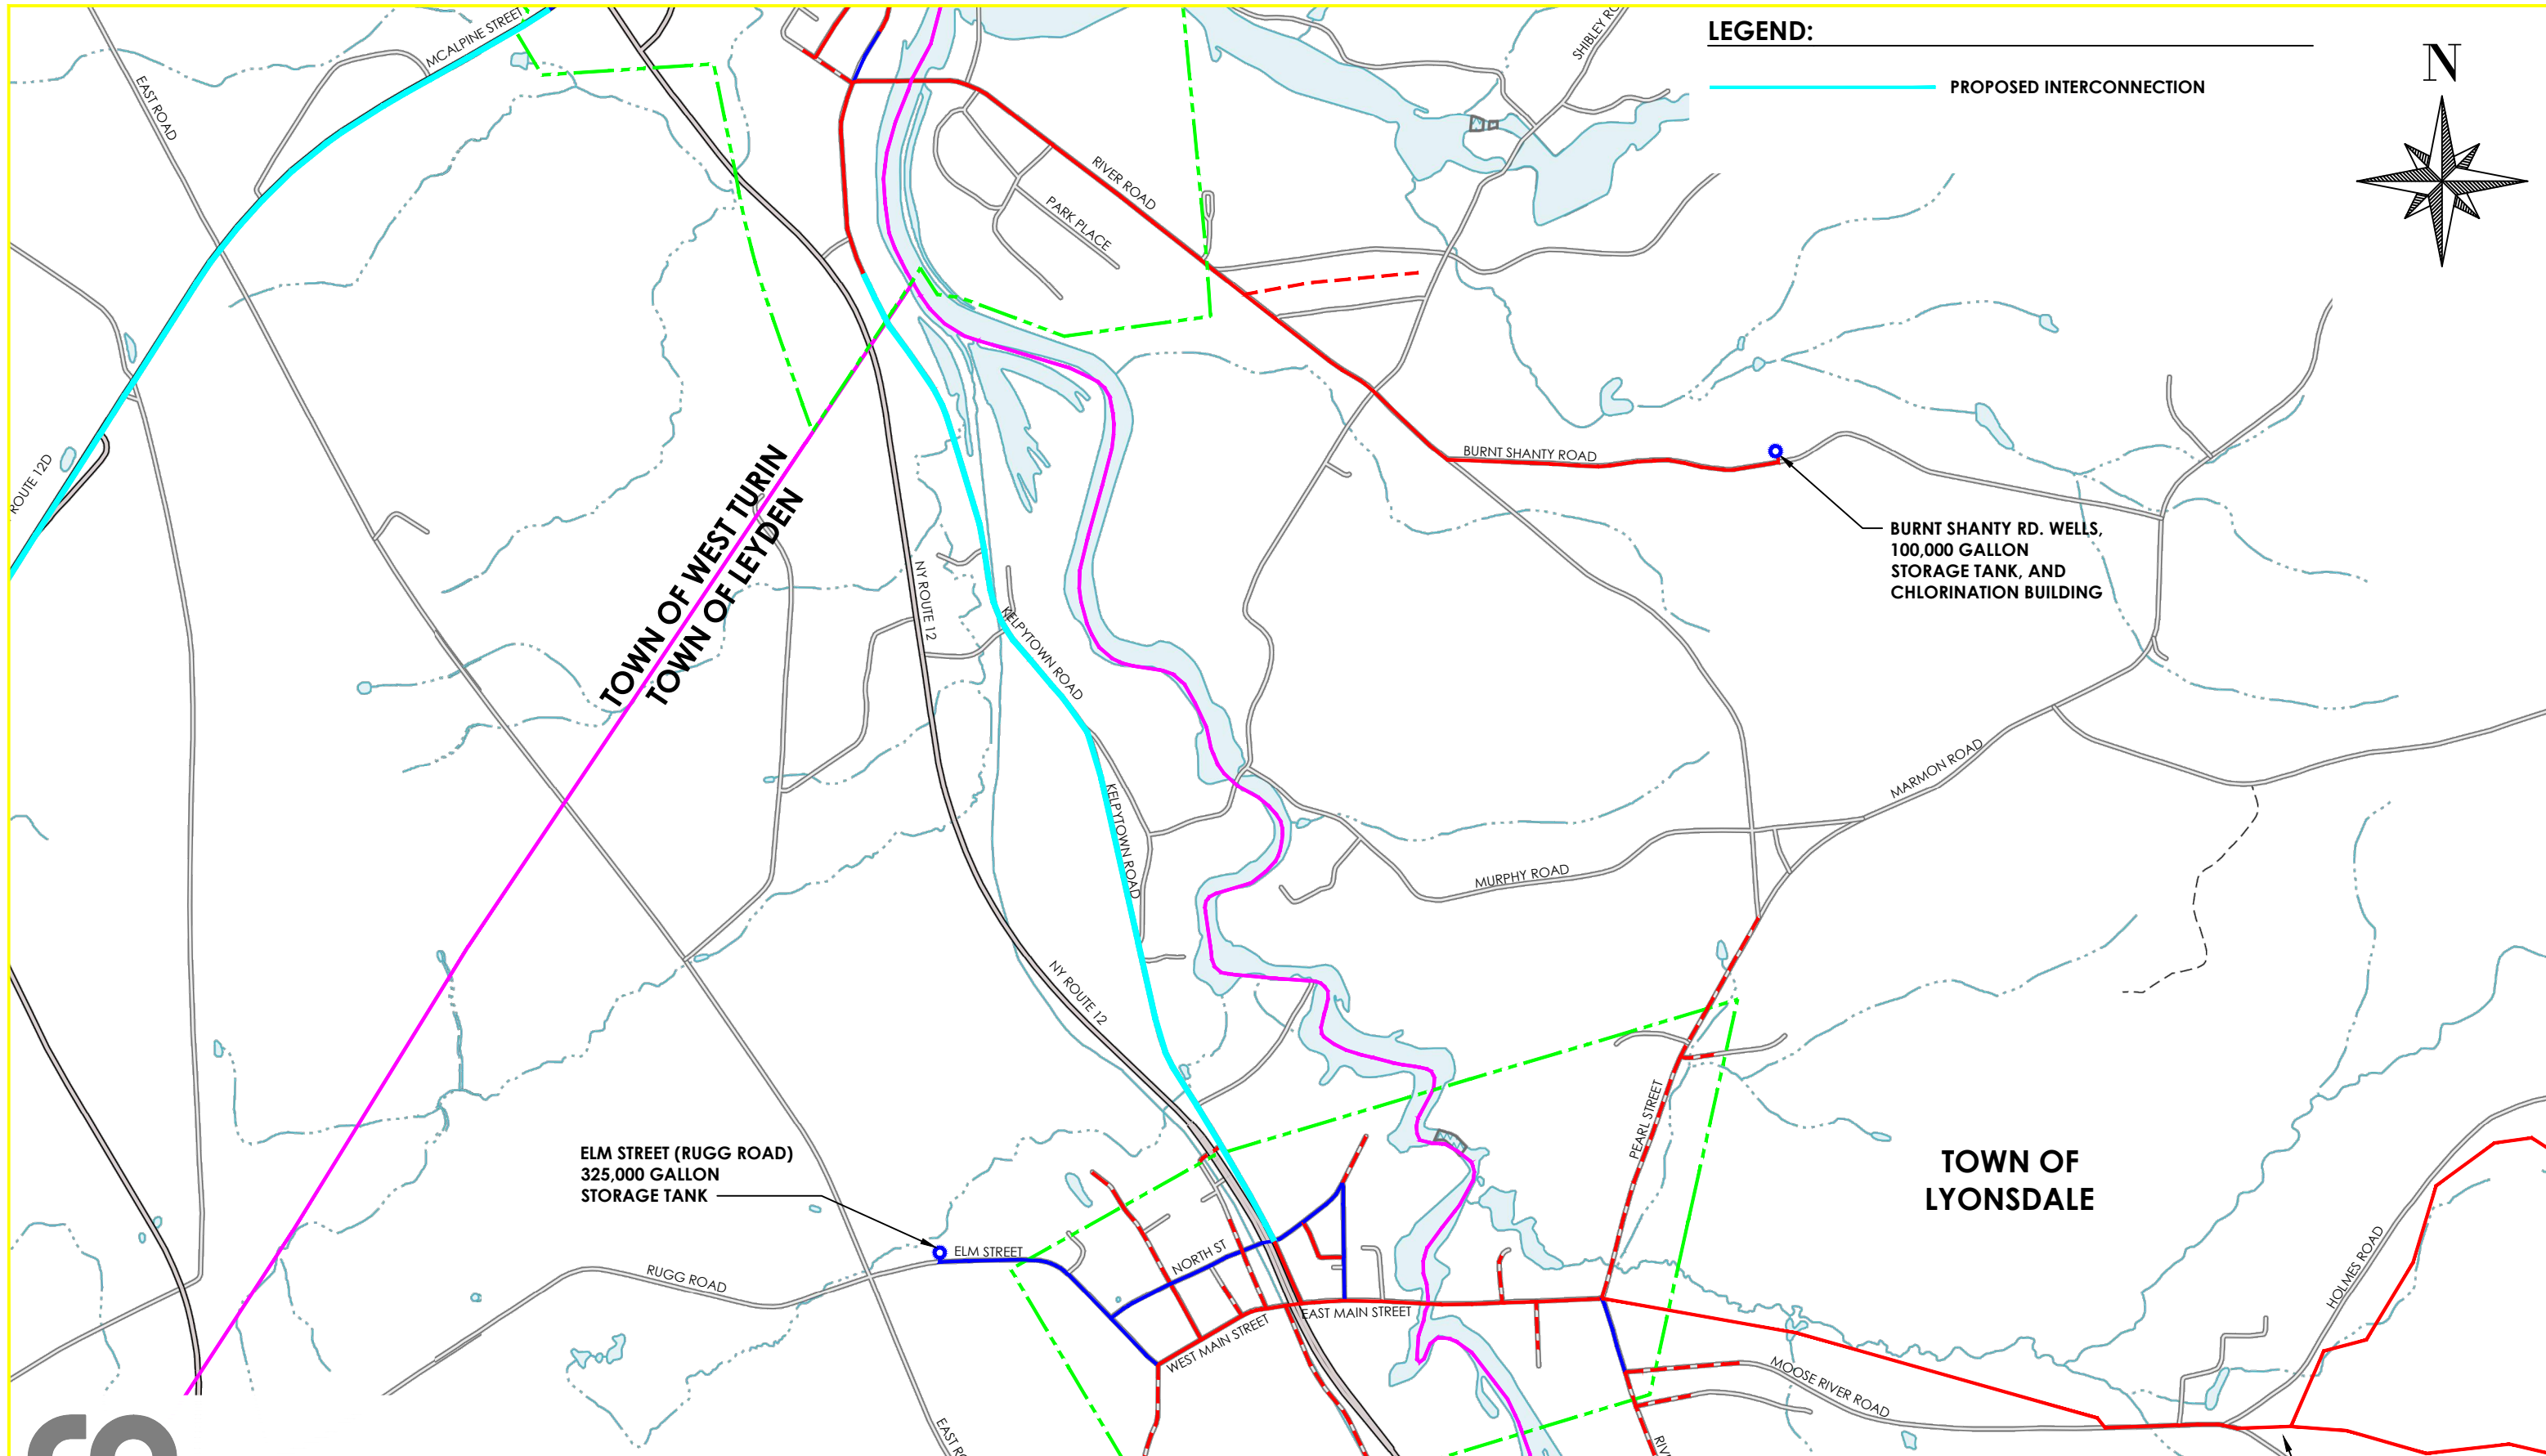 MCALPINE STREET
EAST ROAD
LEGEND:
PROPOSED INTERCONNECTION
N
RIVER ROAD
PARK PLACE
ROUTE 12D
TOWN OF WEST TURIN
TOWN OF LEYDEN
NY ROUTE 12
KELPYTOWN ROAD
BURNT SHANTY ROAD
BURNT SHANTY RD. WELLS,
100,000 GALLON
STORAGE TANK, AND
CHLORINATION BUILDING
KELPYTOWN ROAD
MARMON ROAD
MURPHY ROAD
NY ROUTE 12
PEARL STREET
ELM STREET (RUGG ROAD)
325,000 GALLON
STORAGE TANK
TOWN OF
LYONSDALE
ELM STREET
NORTH ST
RUGG ROAD
WEST MAIN STREET
EAST MAIN STREET
HOLMES ROAD
MOOSE RIVER ROAD
SHIBLEY
EAST